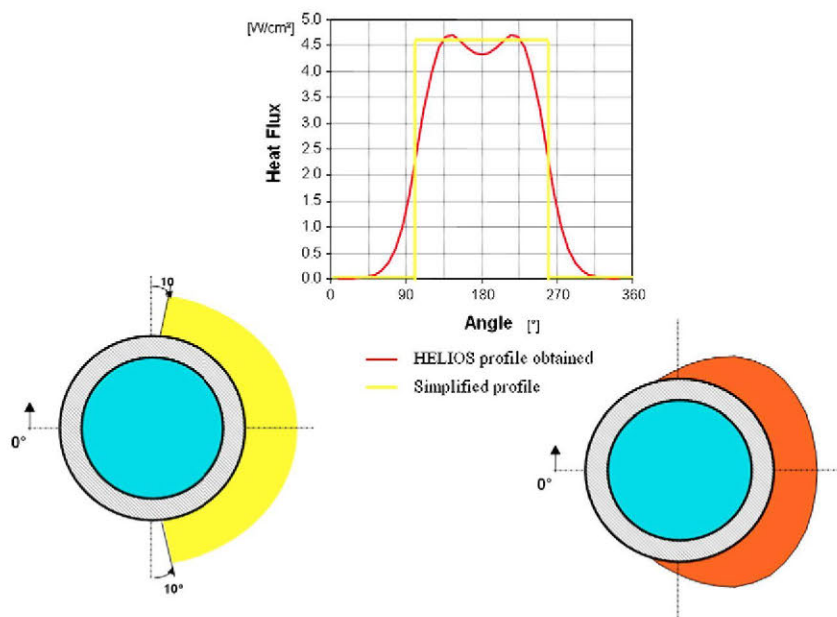 [W/cm²]
Heat Flux
5.0
4.5
4.0
3.5
3.0
2.5
2.0
1.5
1.0
0.5
0.0
0 90 180 270 360
Angle [°]
HELIOS profile obtained
Simplified profile
10
0°
10°
0°